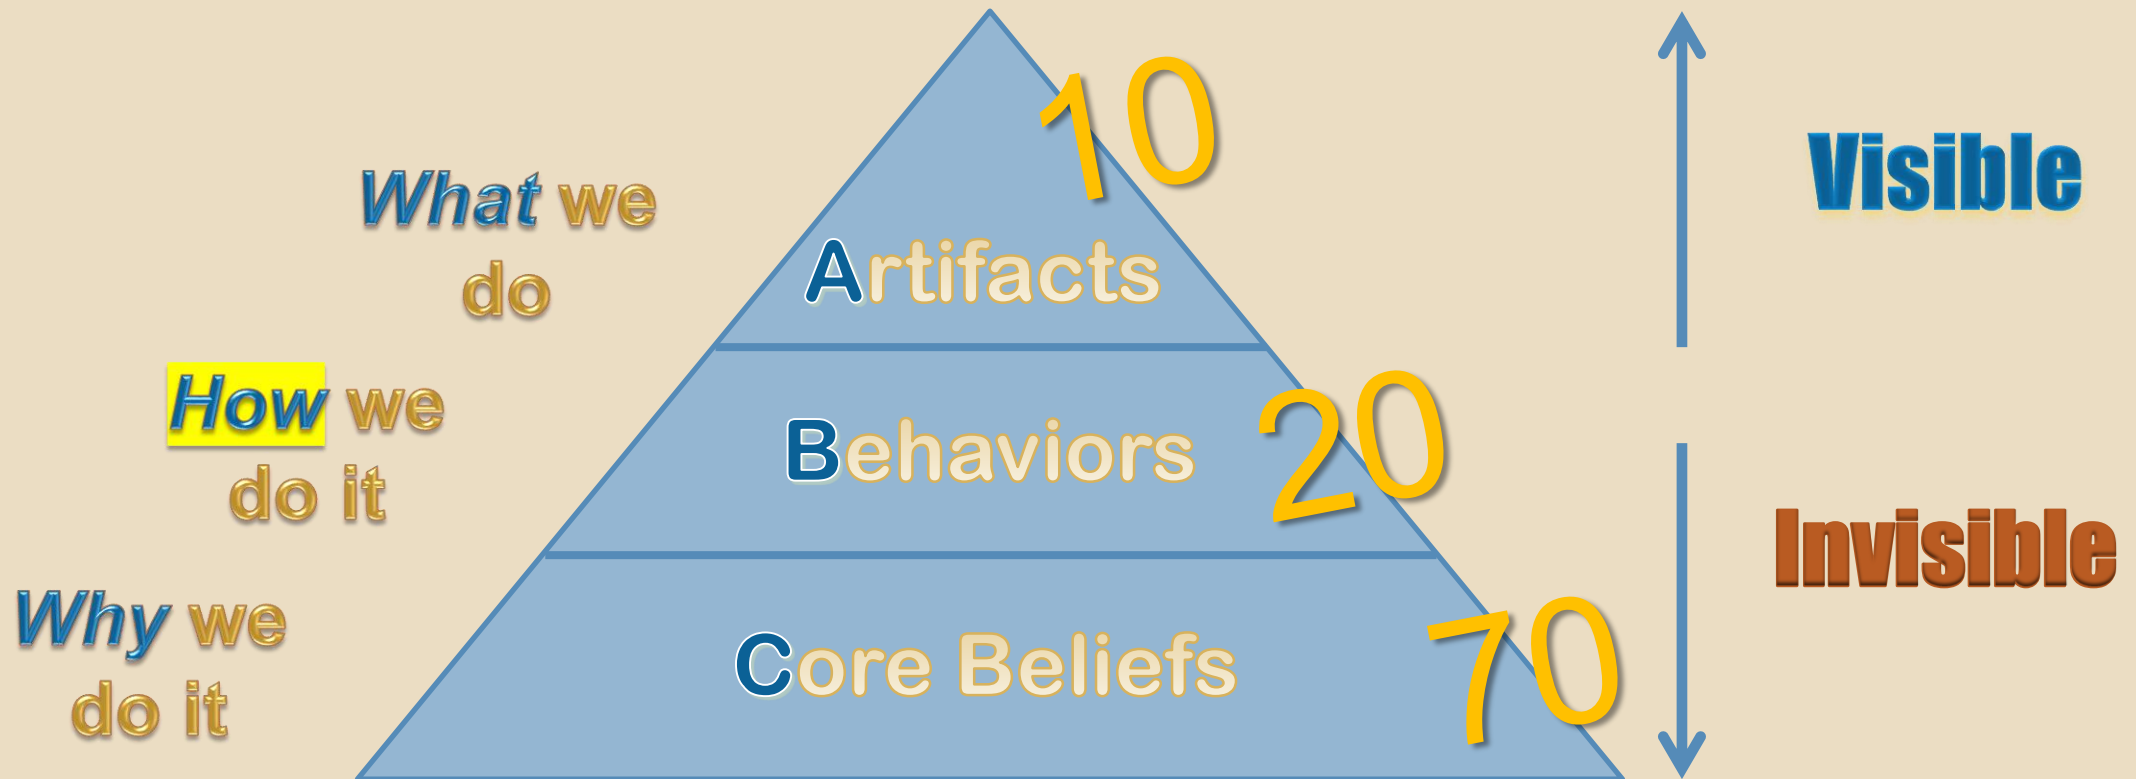 10
Visible
What we
do
Artifacts
How we
do it
Behaviors
20
Invisible
Why we
do it
Core Beliefs
70